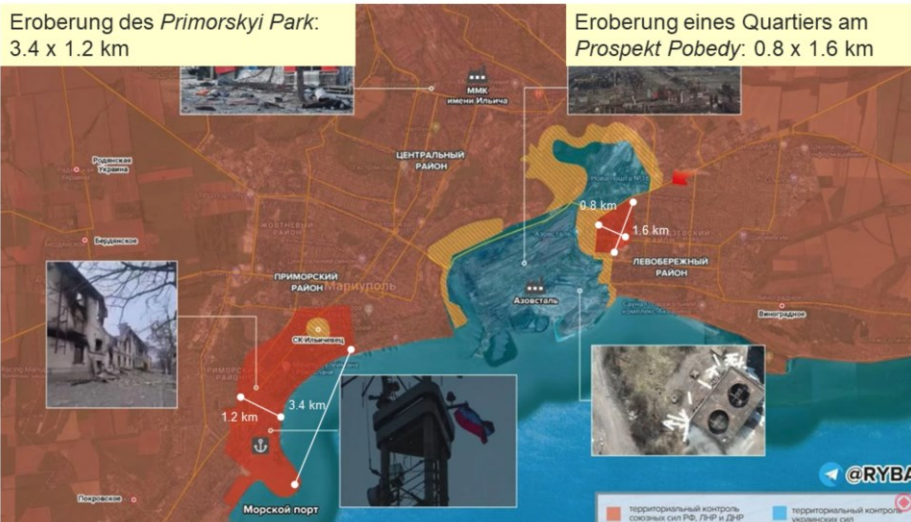 Eroberung des Primorskyi Park:
3.4 x 1.2 km
Eroberung eines Quartiers am
Prospekt Pobedy: 0.8 x 1.6 km
ММК
имени Ильича
ЦЕНТРАЛЬНЫЙ
РАЙОН
Родянская
Украина
0.8 km
1.6 km
ЛЕВОБЕРЕЖНЫЙ
РАЙОН
Бердянское
ПРИМОРСКИЙ
РАЙОН
Мариуполь
Азовсталь
Виноградное
СК Ильичевец
1.2 km
3.4 km
Покровское
Морской порт
@RYBA
территориальный контроль
союзных сил РФ, ЛНР и ДНР
территориальный контроль
украинских сил